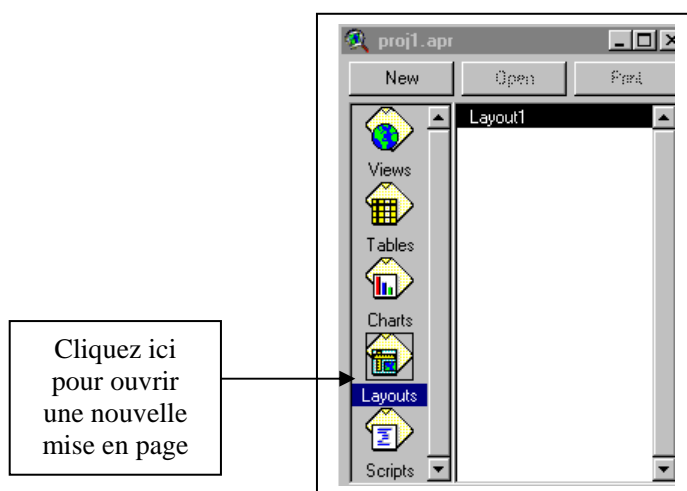 proj1.apr
New Open Print
Layout1
Views
Tables
Charts
Layouts
Scripts
Cliquez ici
pour ouvrir
une nouvelle
mise en page